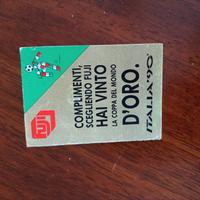 COMPLIMENTI,
SCEGLIENDO FUJI
HAI VINTO
LA COPPA DEL MONDO
D'ORO.
FUJI
ITALIA '90